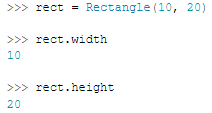 >>> rect = Rectangle(10, 20)
>>> rect.width
10
>>> rect.height
20